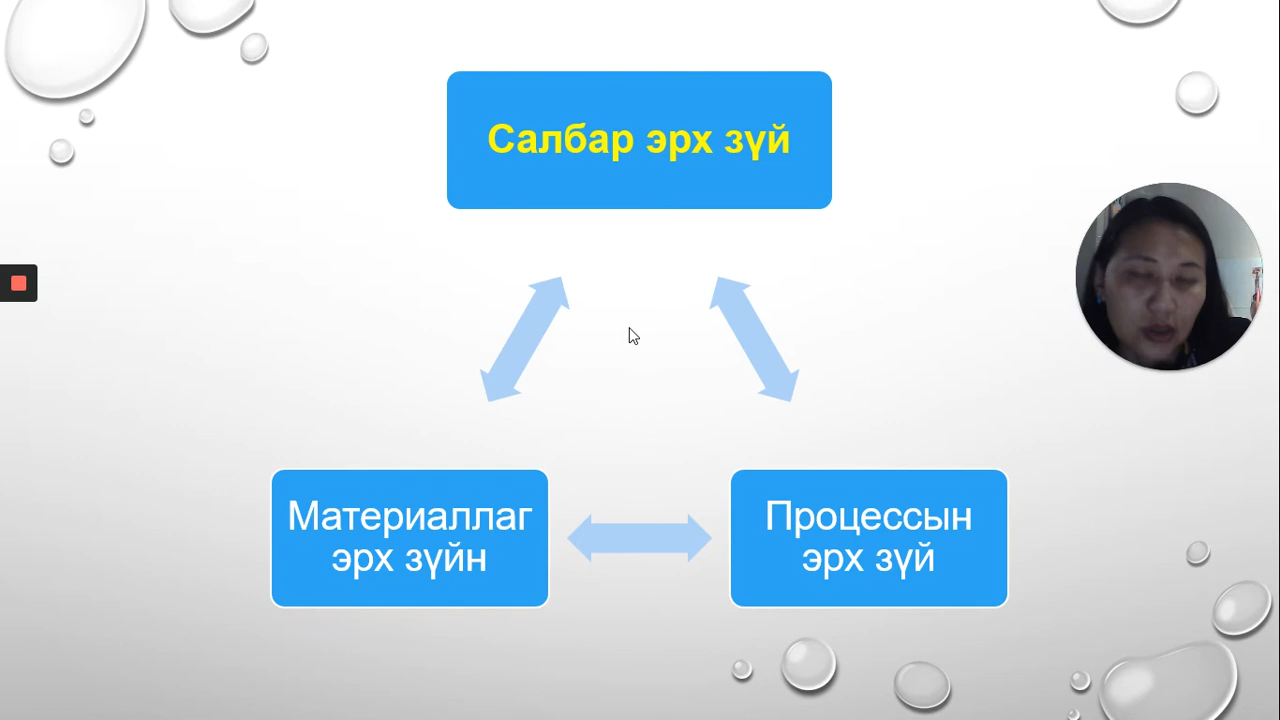 Салбар эрх зүй
Материаллаг
эрх зүйн
Процессын
эрх зүй